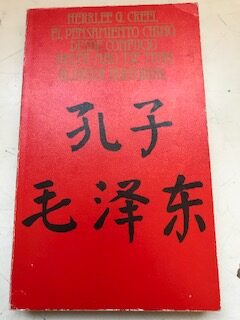 HERRLEE G. CREEL
EL PENSAMIENTO CHINO
DESDE CONFUCIO
HASTA MAO TSE-TUNG
ALIANZA EDITORIAL
孔子
毛泽东